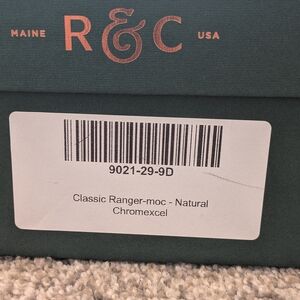 MAINE R&C USA
9021-29-9D
Classic Ranger-moc - Natural
Chromexcel